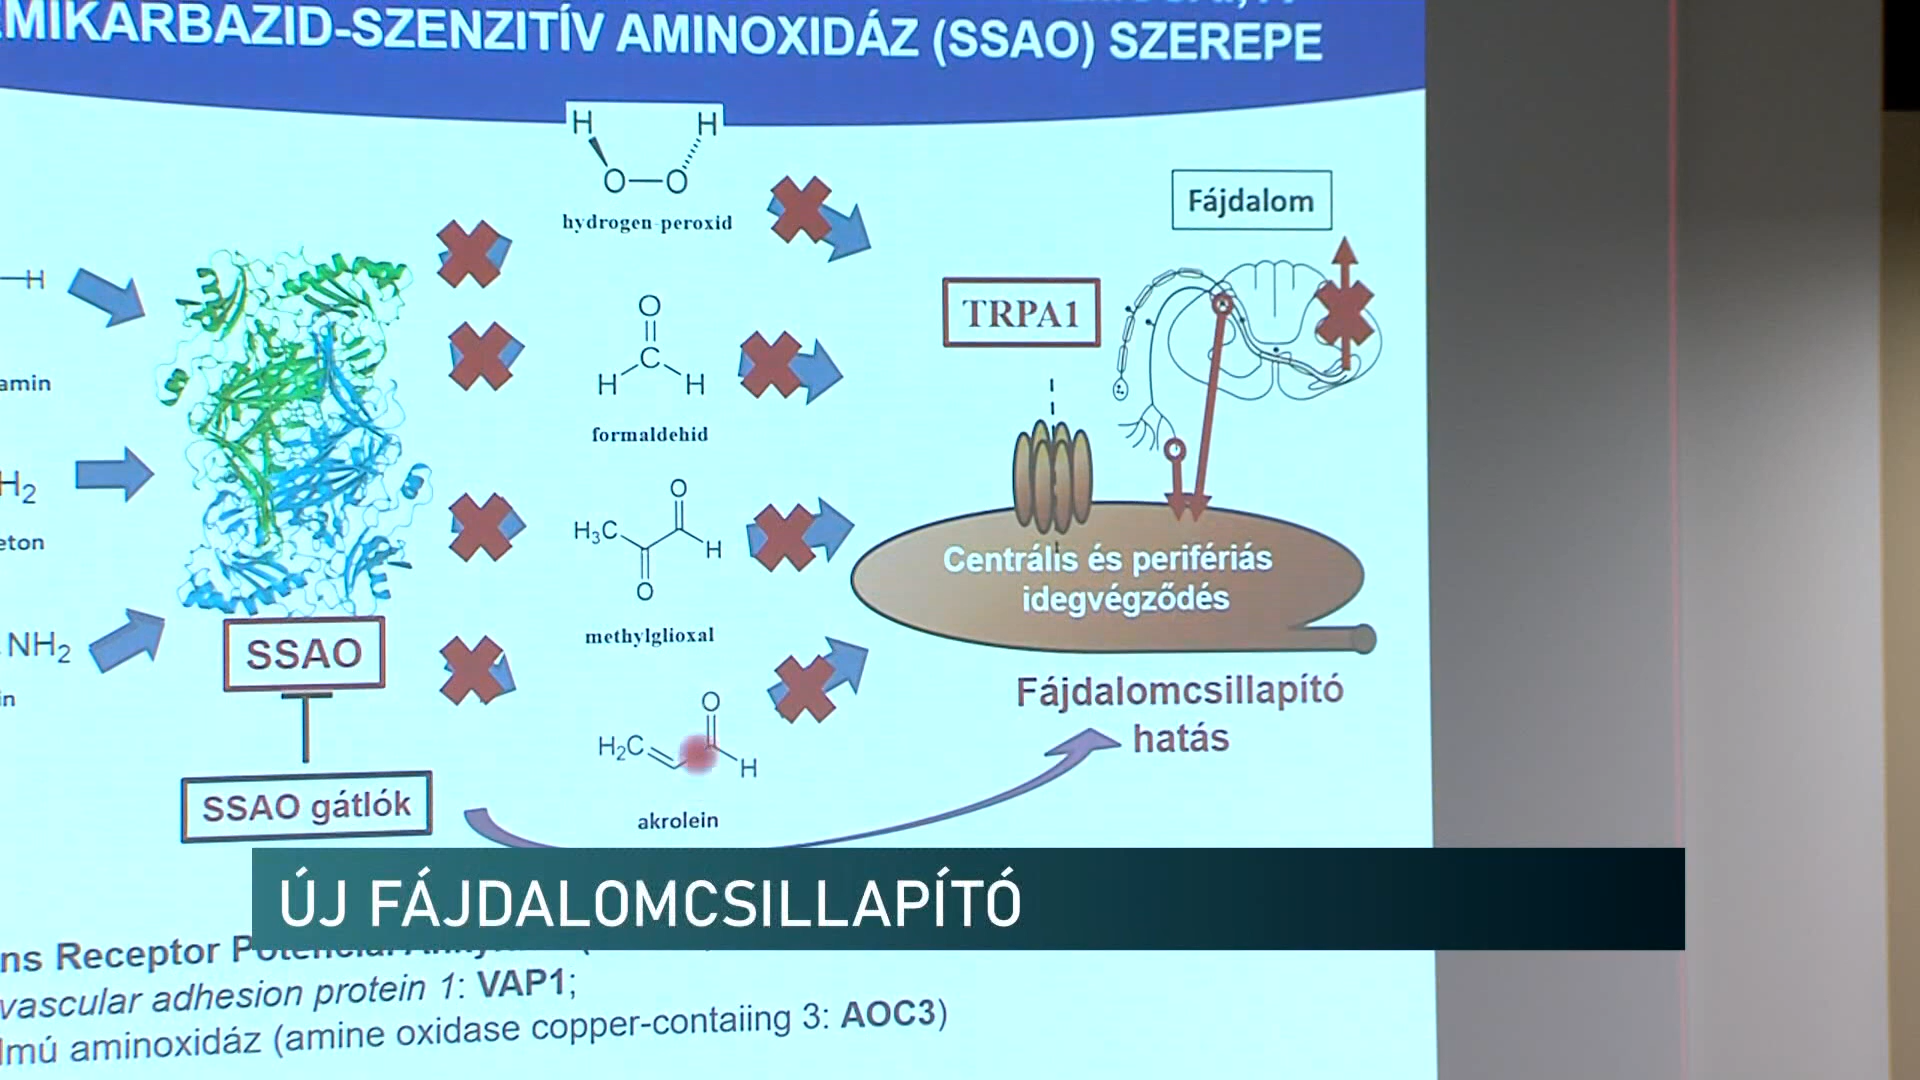 MIKARBAZID-SZENZITÍV AMINOXIDÁZ (SSAO) SZEREPE
H H
O O
hydrogen-peroxid
Fájdalom
H
TRPA1
O
C
H H
amin
formaldehid
H2
O
H3C
H
O
eton
Centrális és perifériás
idegvégződés
methylglioxal
NH2
SSAO
in
Fájdalomcsillapító
hatás
O
H2C
H
SSAO gátlók
akrolein
ÚJ FÁJDALOMCSILLAPÍTÓ
ns Receptor
vascular adhesion protein 1: VAP1;
lmú aminoxidáz (amine oxidase copper-contaiing 3: AOC3)